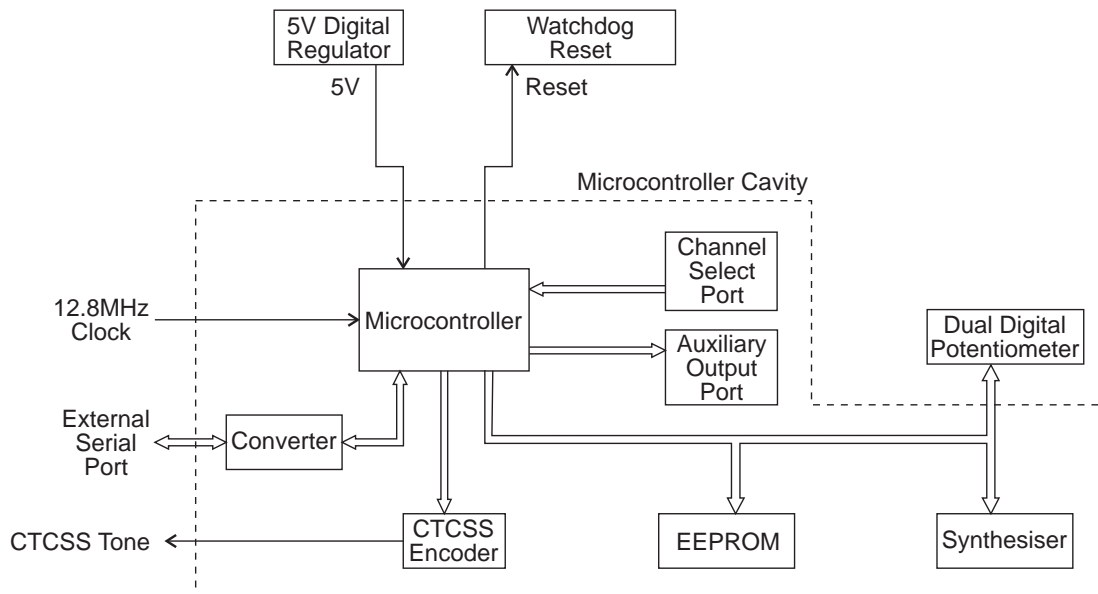 5V Digital
Regulator
Watchdog
Reset
5V
Reset
Microcontroller Cavity
Channel
Select
Port
12.8MHz
Clock
Microcontroller
Auxiliary
Output
Port
Dual Digital
Potentiometer
External
Serial
Port
Converter
CTCSS Tone
CTCSS
Encoder
EEPROM
Synthesiser